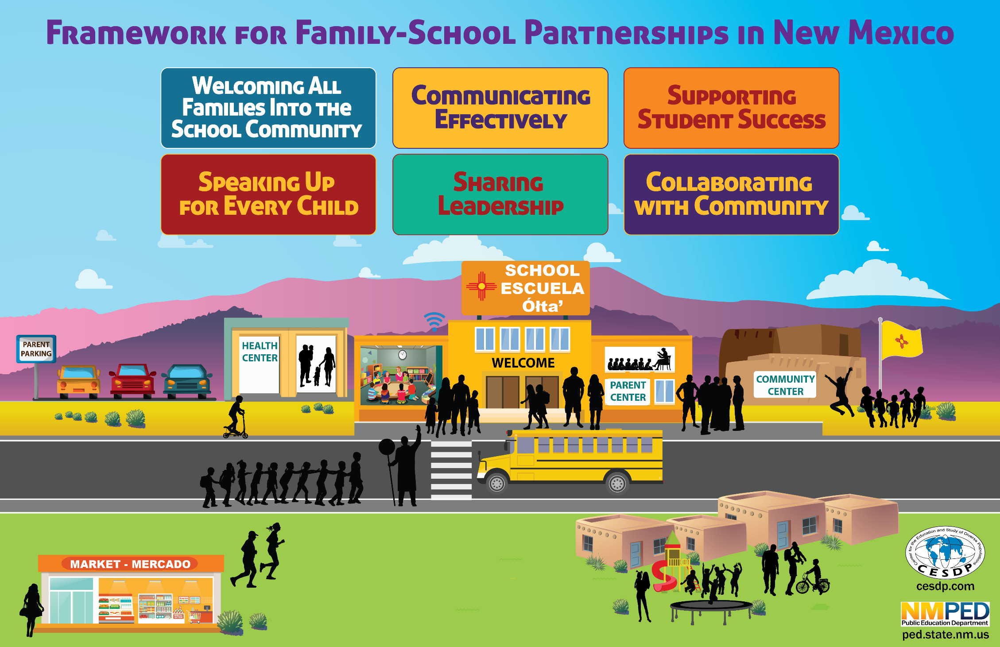 Framework for Family-School Partnerships in New Mexico
Welcoming All
Families Into the
School Community
Communicating
Effectively
Supporting
Student Success
Speaking Up
for Every Child
Sharing
Leadership
Collaborating
with Community
SCHOOL
ESCUELA
Ółta’
PARENT
PARKING
HEALTH
CENTER
WELCOME
PARENT
CENTER
COMMUNITY
CENTER
MARKET - MERCADO
SPECIAL
OFFER
Center for the Education and Study of Diverse Populations
CESDP
cesdp.com
NMPED
Public Education Department
ped.state.nm.us